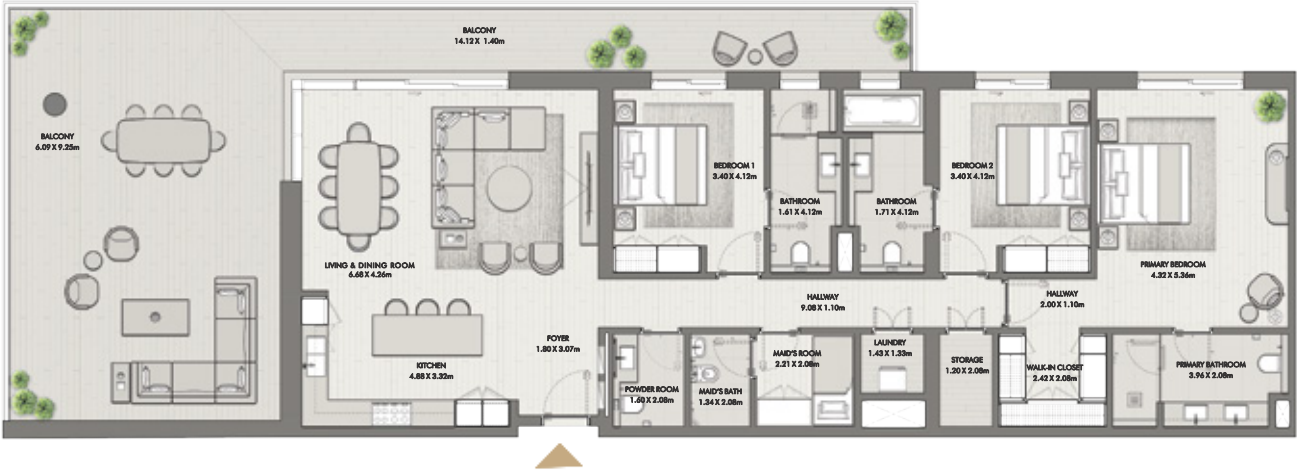 BALCONY
14.12 X 1.40m
BALCONY
6.09 X 9.25m
BEDROOM 1
3.40 X 4.12m
BATHROOM
1.61 X 4.12m
BATHROOM
1.71 X 4.12m
BEDROOM 2
3.40 X 4.12m
LIVING & DINING ROOM
6.68 X 4.26m
PRIMARY BEDROOM
4.32 X 5.36m
HALLWAY
9.08 X 1.10m
HALLWAY
2.00 X 1.10m
FOYER
1.80 X 3.07m
KITCHEN
4.88 X 3.32m
POWDER ROOM
1.60 X 2.08m
MAID'S BATH
1.34 X 2.08m
MAID'S ROOM
2.21 X 2.08m
LAUNDRY
1.43 X 1.33m
STORAGE
1.20 X 2.08m
WALK-IN CLOSET
2.42 X 2.08m
PRIMARY BATHROOM
3.96 X 2.08m